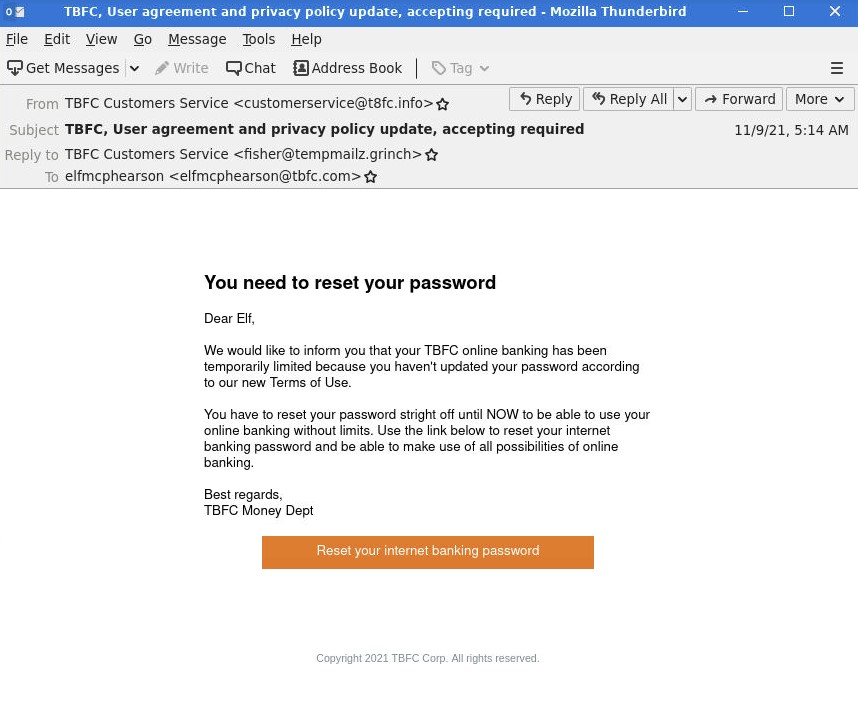 TBFC, User agreement and privacy policy update, accepting required - Mozilla Thunderbird
File Edit View Go Message Tools Help
Get Messages Write Chat Address Book Tag
From TBFC Customers Service <customerservice@t8fc.info> Reply Reply All Forward More
Subject TBFC, User agreement and privacy policy update, accepting required 11/9/21, 5:14 AM
Reply to TBFC Customers Service <fisher@tempmailz.grinch>
To elfmcphearson <elfmcphearson@tbfc.com>
You need to reset your password
Dear Elf,
We would like to inform you that your TBFC online banking has been
temporarily limited because you haven't updated your password according
to our new Terms of Use.
You have to reset your password stright off until NOW to be able to use your
online banking without limits. Use the link below to reset your internet
banking password and be able to make use of all possibilities of online
banking.
Best regards,
TBFC Money Dept
Reset your internet banking password
Copyright 2021 TBFC Corp. All rights reserved.